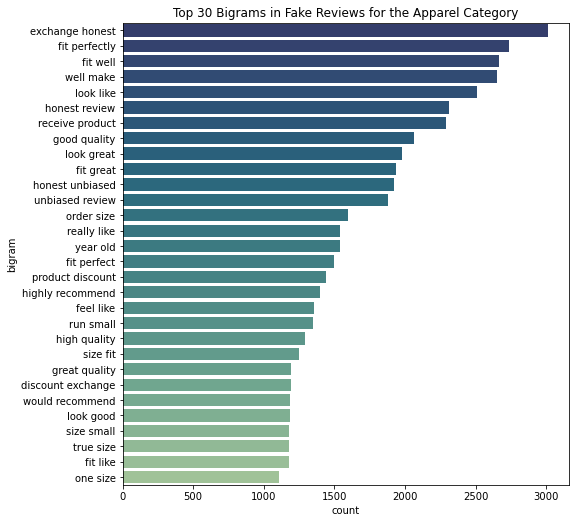 Top 30 Bigrams in Fake Reviews for the Apparel Category
exchange honest
fit perfectly
fit well
well make
look like
honest review
receive product
good quality
look great
fit great
honest unbiased
unbiased review
order size
really like
year old
fit perfect
product discount
highly recommend
feel like
run small
high quality
size fit
great quality
discount exchange
would recommend
look good
size small
true size
fit like
one size
bigram
0 500 1000 1500 2000 2500 3000
count